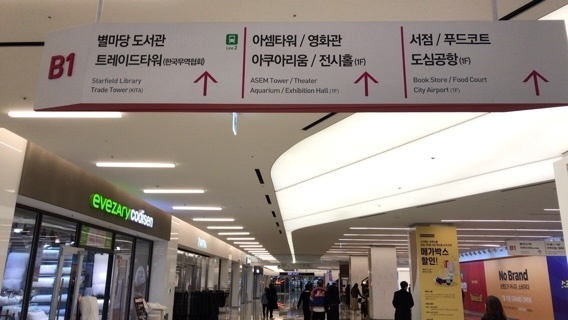 B1
별마당 도서관
트레이드타워(한국무역협회)
Starfield Library
Trade Tower (KITA)
Line 2
아셈타워 / 영화관
아쿠아리움 / 전시홀(1F)
ASEM Tower / Theater
Aquarium / Exhibition Hall (1F)
서점 / 푸드코트
도심공항(1F)
Book Store / Food Court
City Airport (1F)
evezary codisen
메가박스
할인!
B1
No Brand